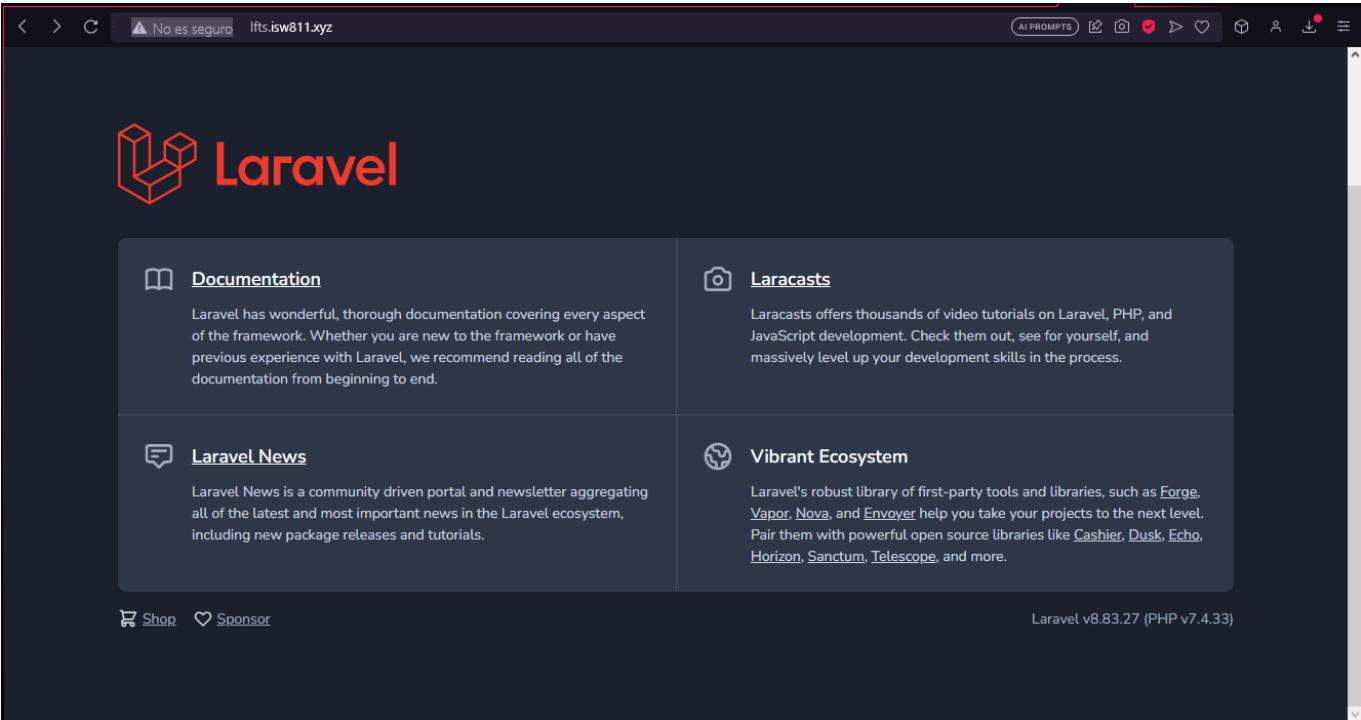 No es seguro lfts.isw811.xyz AI PROMPTS
Laravel
Documentation
Laravel has wonderful, thorough documentation covering every aspect
of the framework. Whether you are new to the framework or have
previous experience with Laravel, we recommend reading all of the
documentation from beginning to end.
Laracasts
Laracasts offers thousands of video tutorials on Laravel, PHP, and
JavaScript development. Check them out, see for yourself, and
massively level up your development skills in the process.
Laravel News
Laravel News is a community driven portal and newsletter aggregating
all of the latest and most important news in the Laravel ecosystem,
including new package releases and tutorials.
Vibrant Ecosystem
Laravel's robust library of first-party tools and libraries, such as Forge,
Vapor, Nova, and Envoyer help you take your projects to the next level.
Pair them with powerful open source libraries like Cashier, Dusk, Echo,
Horizon, Sanctum, Telescope, and more.
Shop Sponsor
Laravel v8.83.27 (PHP v7.4.33)